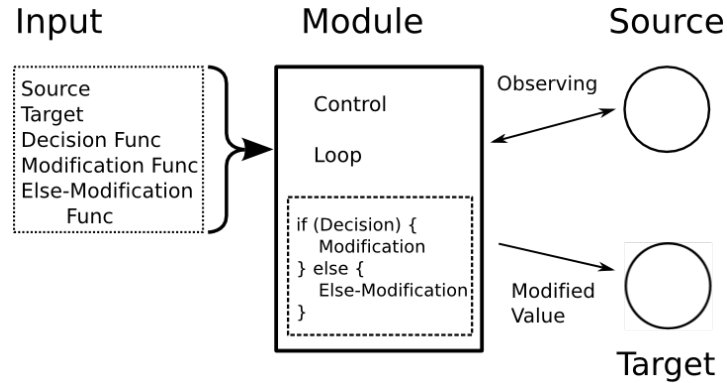 Input
Module
Source
Source
Target
Decision Func
Modification Func
Else-Modification
Func
Control
Loop
if (Decision) {
Modification
} else {
Else-Modification
}
Observing
Modified
Value
Target